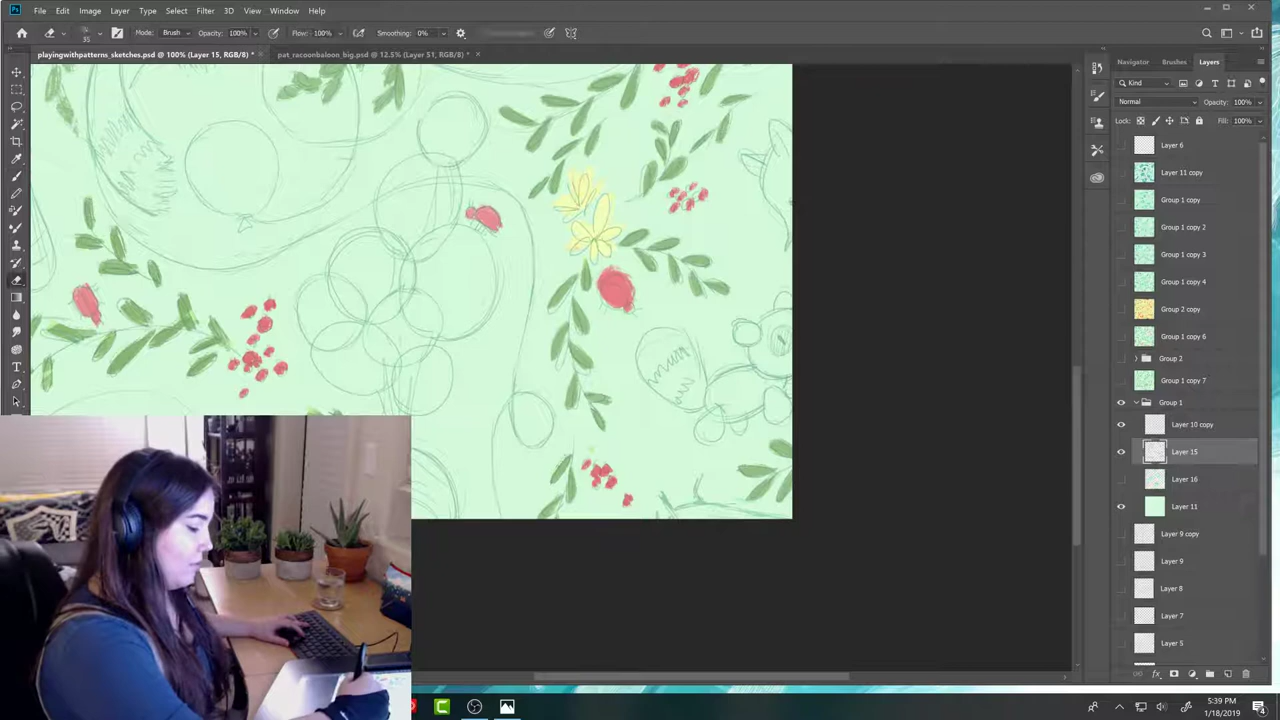 Ps File Edit Image Layer Type Select Filter 3D View Window Help
35 Mode: Brush Opacity: 100% Flow: 100% Smoothing: 0%
playingwithpatterns_sketches.psd @ 100% (Layer 15, RGB/8) * ×
pat_racoonbaloon_big.psd @ 12.5% (Layer 51, RGB/8) * ×
Navigator Brushes Layers
Kind
Normal Opacity: 100%
Lock: Fill: 100%
Layer 6
Layer 11 copy
Group 1 copy
Group 1 copy 2
Group 1 copy 3
Group 1 copy 4
Group 2 copy
Group 1 copy 6
Group 2
Group 1 copy 7
Group 1
Layer 10 copy
Layer 15
Layer 16
Layer 11
Layer 9 copy
Layer 9
Layer 8
Layer 7
Layer 5
fx
5:39 PM
1/18/2019
4